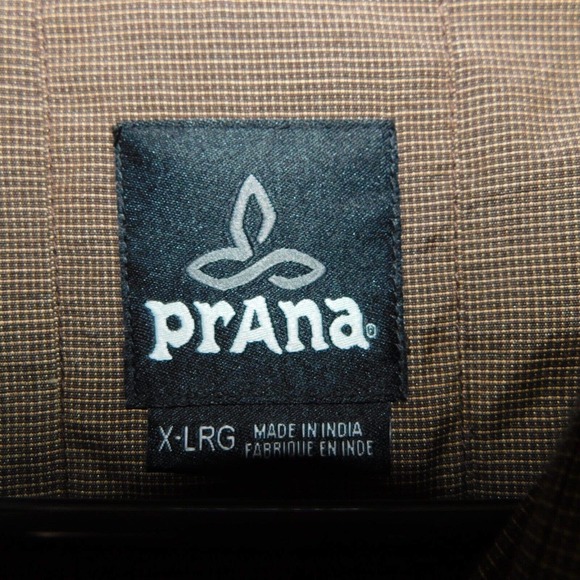 prAna®
X-LRG
MADE IN INDIA
FABRIQUE EN INDE